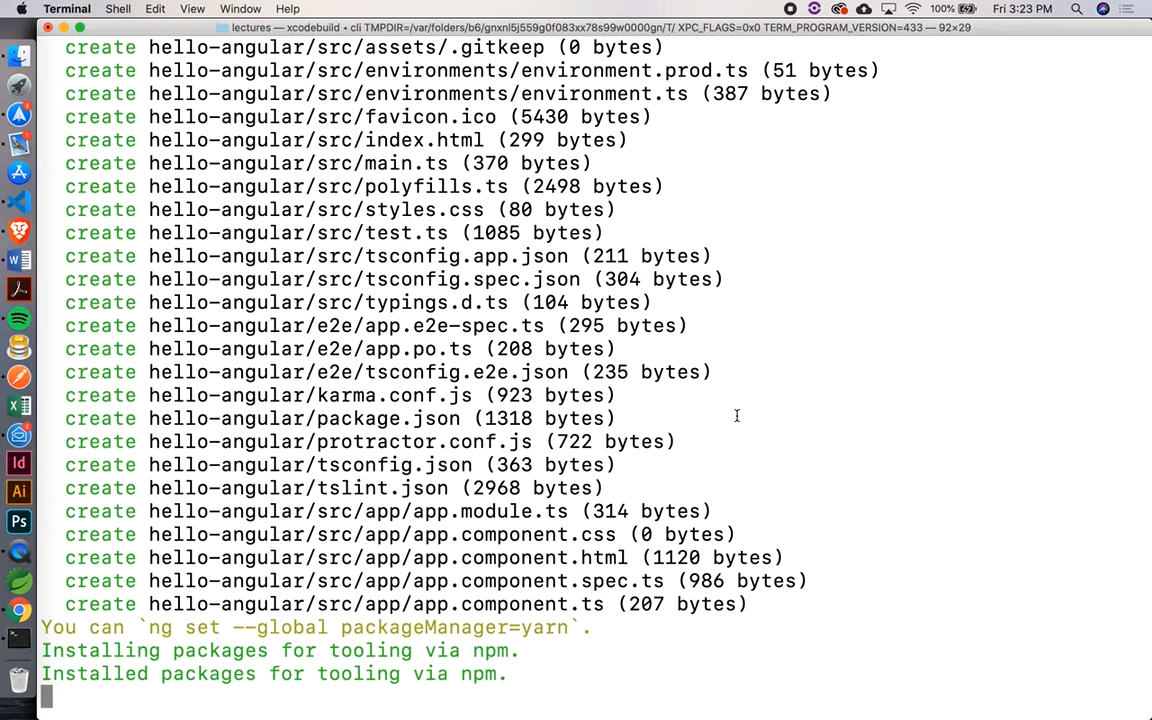 Terminal Shell Edit View Window Help 100% Fri 3:23 PM
lectures — xcodebuild • cli TMPDIR=/var/folders/b6/gnxnl5j559g0f083xx78s99w0000gn/T/ XPC_FLAGS=0x0 TERM_PROGRAM_VERSION=433 — 92×29
create hello-angular/src/assets/.gitkeep (0 bytes)
create hello-angular/src/environments/environment.prod.ts (51 bytes)
create hello-angular/src/environments/environment.ts (387 bytes)
create hello-angular/src/favicon.ico (5430 bytes)
create hello-angular/src/index.html (299 bytes)
create hello-angular/src/main.ts (370 bytes)
create hello-angular/src/polyfills.ts (2498 bytes)
create hello-angular/src/styles.css (80 bytes)
create hello-angular/src/test.ts (1085 bytes)
create hello-angular/src/tsconfig.app.json (211 bytes)
create hello-angular/src/tsconfig.spec.json (304 bytes)
create hello-angular/src/typings.d.ts (104 bytes)
create hello-angular/e2e/app.e2e-spec.ts (295 bytes)
create hello-angular/e2e/app.po.ts (208 bytes)
create hello-angular/e2e/tsconfig.e2e.json (235 bytes)
create hello-angular/karma.conf.js (923 bytes)
create hello-angular/package.json (1318 bytes)
create hello-angular/protractor.conf.js (722 bytes)
create hello-angular/tsconfig.json (363 bytes)
create hello-angular/tslint.json (2968 bytes)
create hello-angular/src/app/app.module.ts (314 bytes)
create hello-angular/src/app/app.component.css (0 bytes)
create hello-angular/src/app/app.component.html (1120 bytes)
create hello-angular/src/app/app.component.spec.ts (986 bytes)
create hello-angular/src/app/app.component.ts (207 bytes)
You can `ng set --global packageManager=yarn`.
Installing packages for tooling via npm.
Installed packages for tooling via npm.
W
X
Id
Ai
Ps